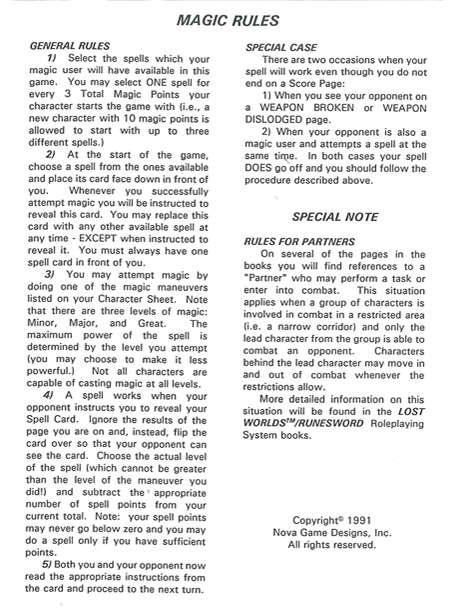 MAGIC RULES
GENERAL RULES
1) Select the spells which your
magic user will have available in this
game. You may select ONE spell for
every 3 Total Magic Points your
character starts the game with (i.e., a
new character with 10 magic points is
allowed to start with up to three
different spells.)
2) At the start of the game,
choose a spell from the ones available
and place its card face down in front of
you. Whenever you successfully
attempt magic you will be instructed to
reveal this card. You may replace this
card with any other available spell at
any time - EXCEPT when instructed to
reveal it. You must always have one
spell card in front of you.
3) You may attempt magic by
doing one of the magic maneuvers
listed on your Character Sheet. Note
that there are three levels of magic:
Minor, Major, and Great. The
maximum power of the spell is
determined by the level you attempt
(you may choose to make it less
powerful.) Not all characters are
capable of casting magic at all levels.
4) A spell works when your
opponent instructs you to reveal your
Spell Card. Ignore the results of the
page you are on and, instead, flip the
card over so that your opponent can
see the card. Choose the actual level
of the spell (which cannot be greater
than the level of the maneuver you
did!) and subtract the appropriate
number of spell points from your
current total. Note: your spell points
may never go below zero and you may
do a spell only if you have sufficient
points.
5) Both you and your opponent now
read the appropriate instructions from
the card and proceed to the next turn.
SPECIAL CASE
There are two occasions when your
spell will work even though you do not
end on a Score Page:
1) When you see your opponent on
a WEAPON BROKEN or WEAPON
DISLODGED page.
2) When your opponent is also a
magic user and attempts a spell at the
same time. In both cases your spell
DOES go off and you should follow the
procedure described above.
SPECIAL NOTE
RULES FOR PARTNERS
On several of the pages in the
books you will find references to a
"Partner" who may perform a task or
enter into combat. This situation
applies when a group of characters is
involved in combat in a restricted area
(i.e. a narrow corridor) and only the
lead character from the group is able to
combat an opponent. Characters
behind the lead character may move in
and out of combat whenever the
restrictions allow.
More detailed information on this
situation will be found in the LOST
WORLDS™/RUNESWORD Roleplaying
System books.
Copyright© 1991
Nova Game Designs, Inc.
All rights reserved.